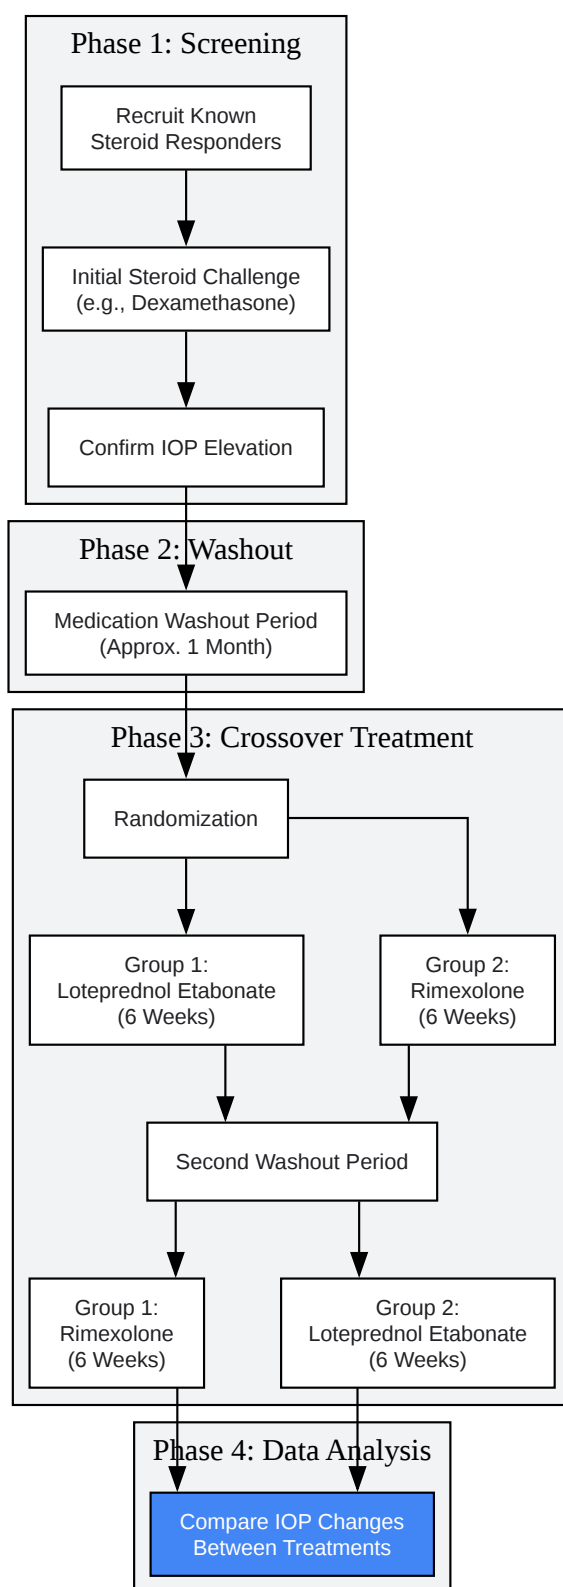 Phase 1: Screening
Recruit Known
Steroid Responders
Initial Steroid Challenge
(e.g., Dexamethasone)
Confirm IOP Elevation
Phase 2: Washout
Medication Washout Period
(Approx. 1 Month)
Phase 3: Crossover Treatment
Randomization
Group 1:
Loteprednol Etabonate
(6 Weeks)
Group 2:
Rimexolone
(6 Weeks)
Second Washout Period
Group 1:
Rimexolone
(6 Weeks)
Group 2:
Loteprednol Etabonate
(6 Weeks)
Phase 4: Data Analysis
Compare IOP Changes
Between Treatments